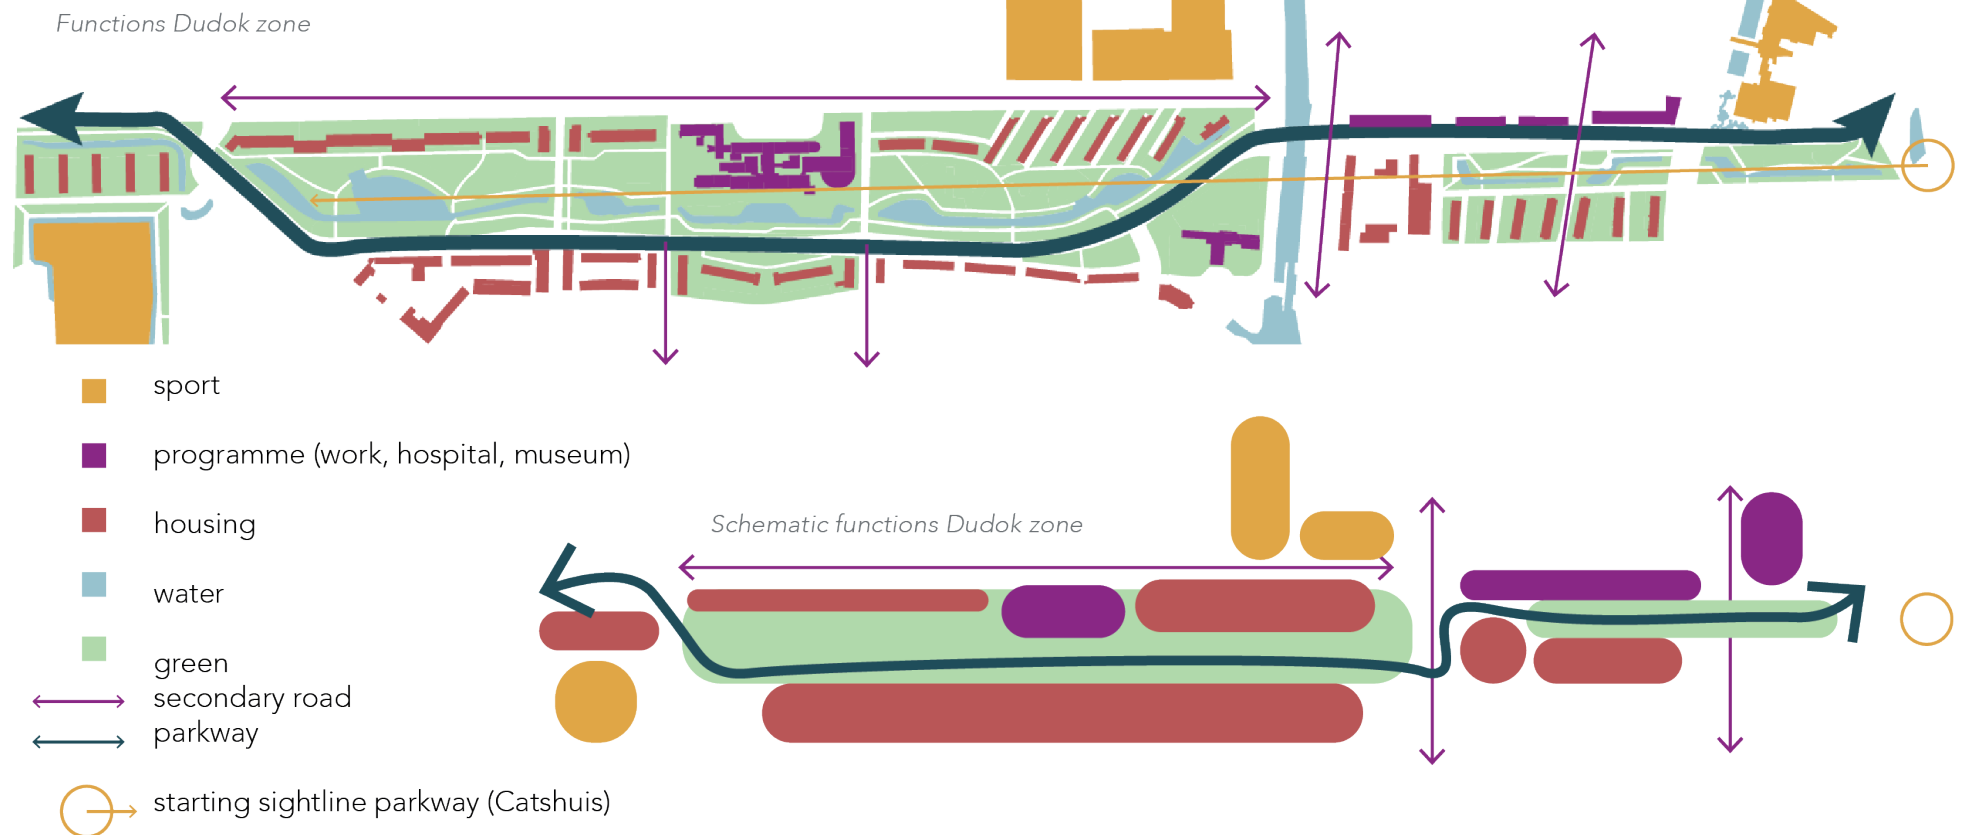 Functions Dudok zone
sport
programme (work, hospital, museum)
housing
Schematic functions Dudok zone
water
green
secondary road
parkway
starting sightline parkway (Catshuis)